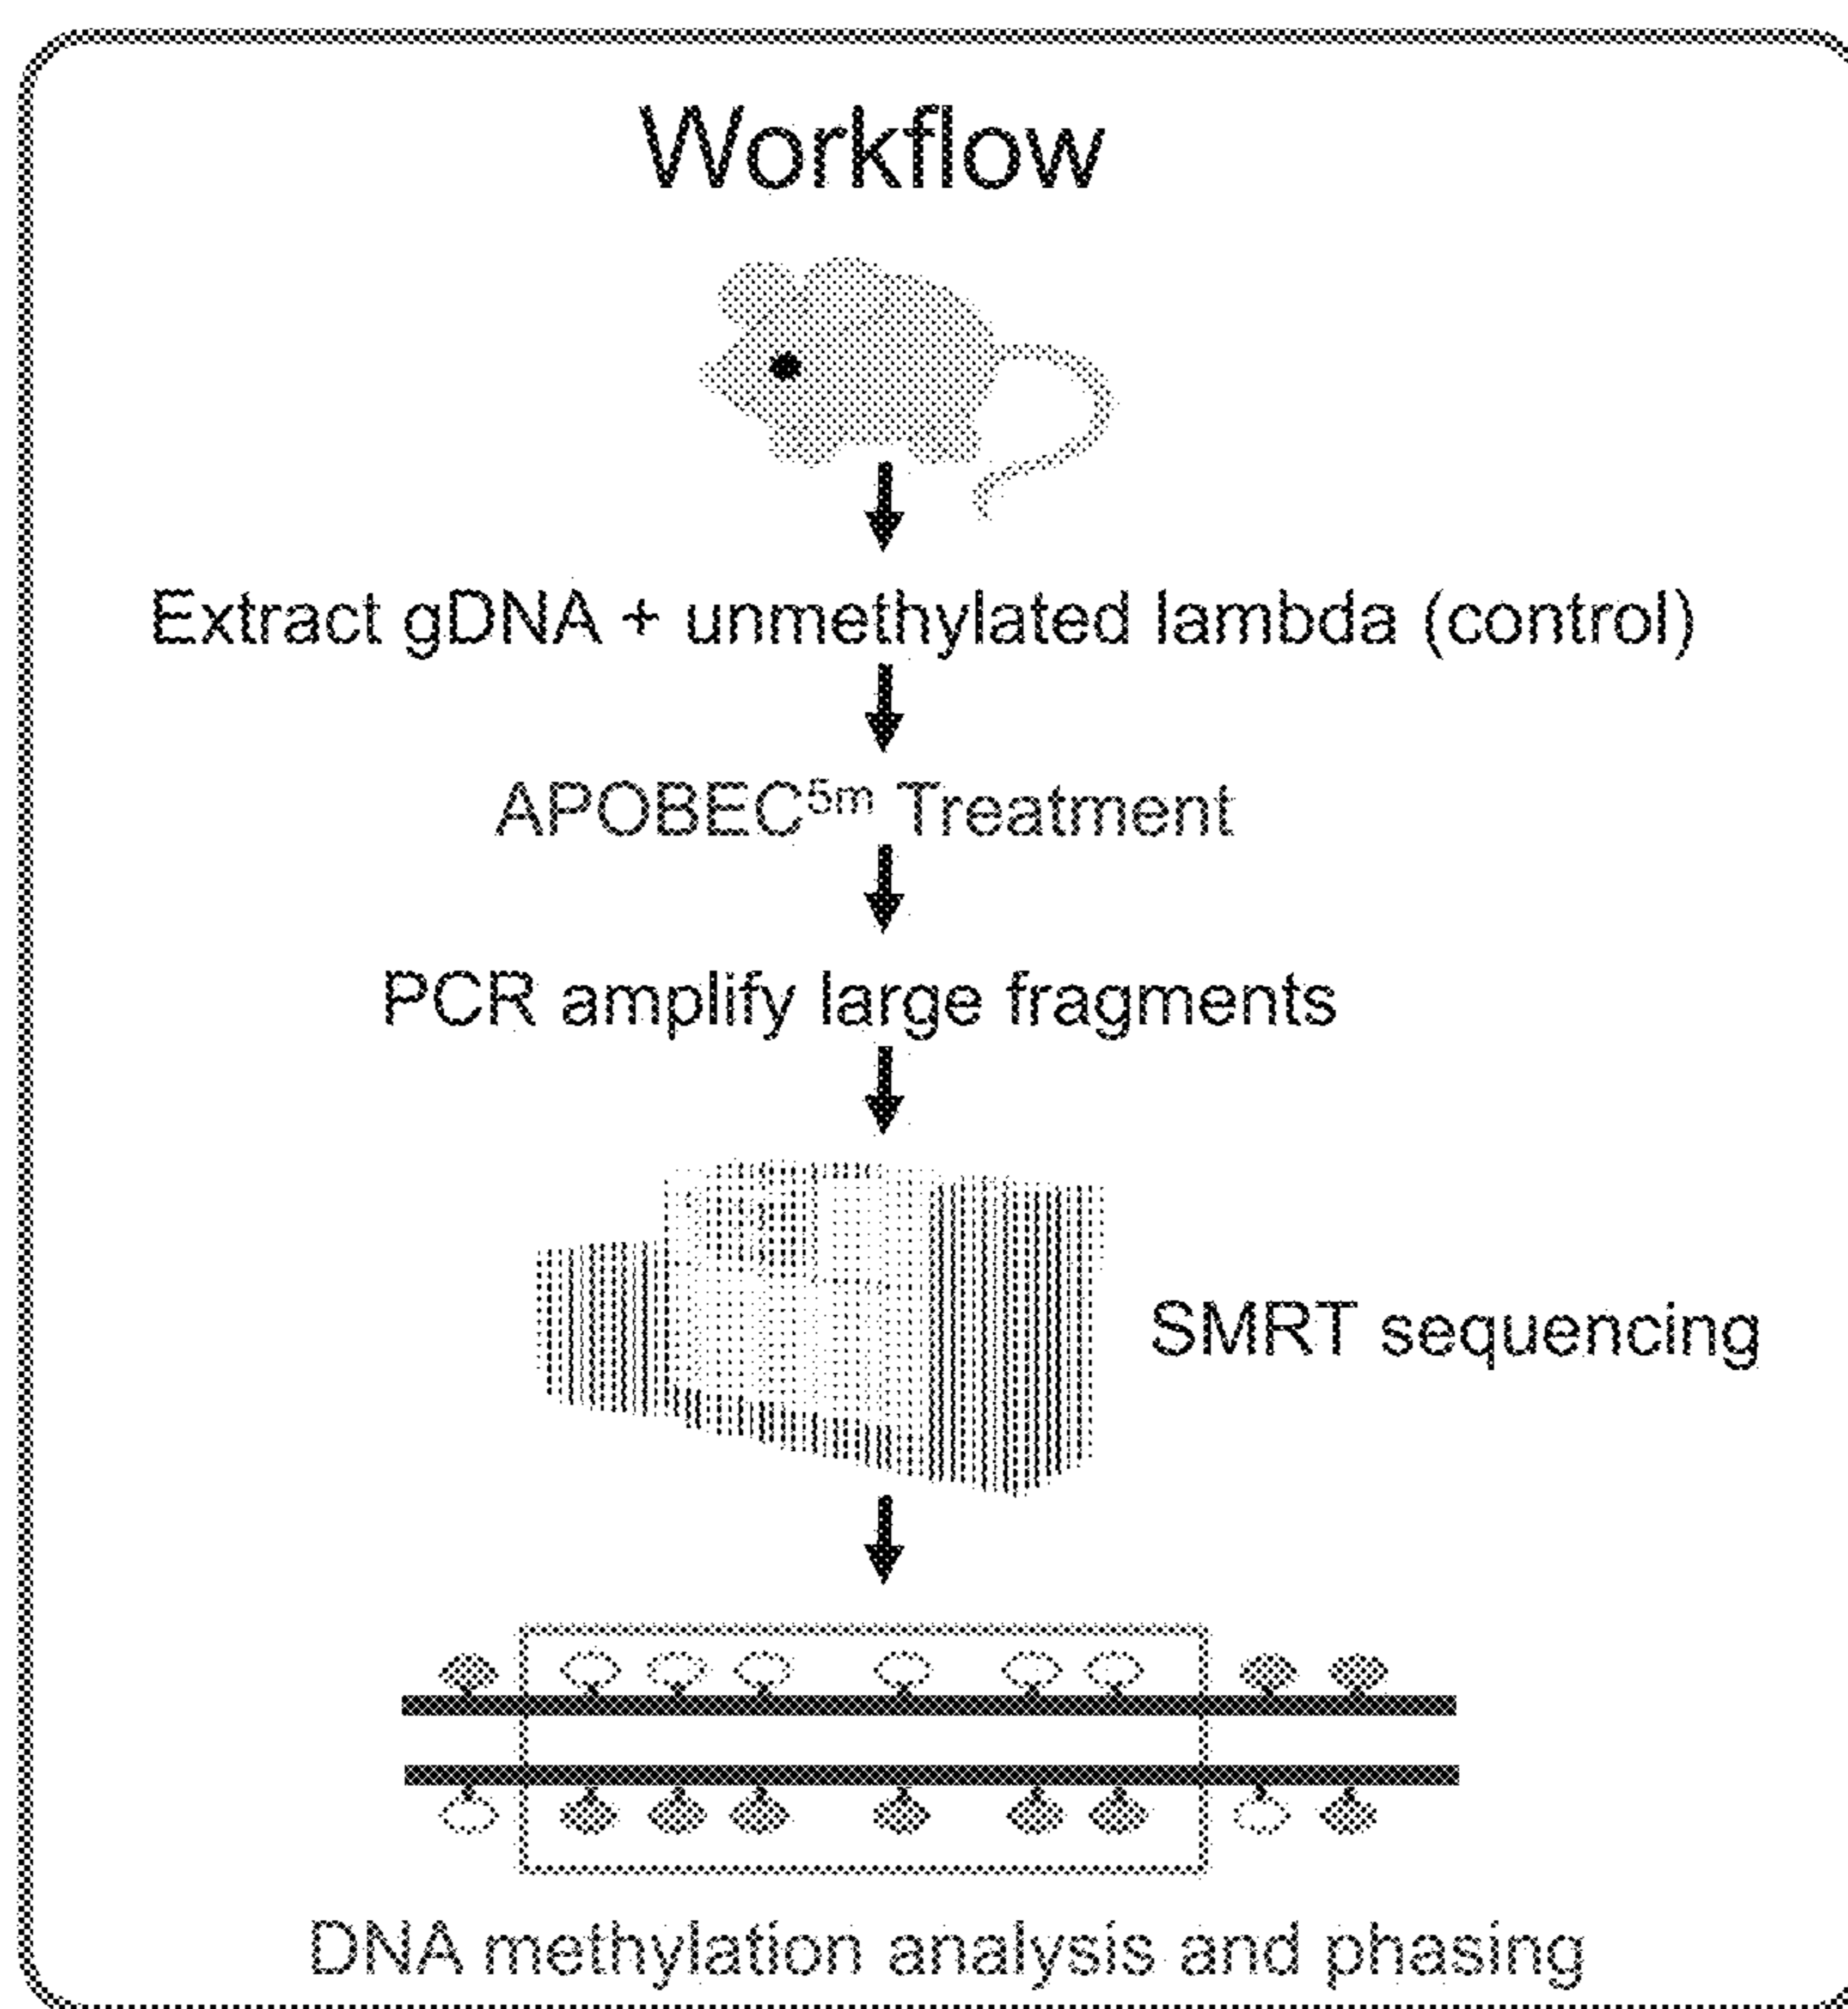 Workflow
Extract gDNA + unmethylated lambda (control)
APOBEC⁵ᵐ Treatment
PCR amplify large fragments
SMRT sequencing
DNA methylation analysis and phasing